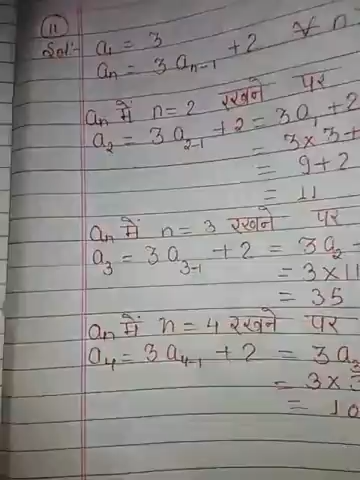 11
Sol:- a₁ = 3
aₙ = 3aₙ₋₁ + 2 ∀ n
aₙ में n = 2 रखने पर
a₂ = 3a₂₋₁ + 2 = 3a₁ + 2
= 3 × 3 +
= 9 + 2
= 11
aₙ में n = 3 रखने पर
a₃ = 3a₃₋₁ + 2 = 3a₂
= 3 × 11
= 35
aₙ में n = 4 रखने पर
a₄ = 3a₄₋₁ + 2 = 3a₃
= 3 ×
= 10